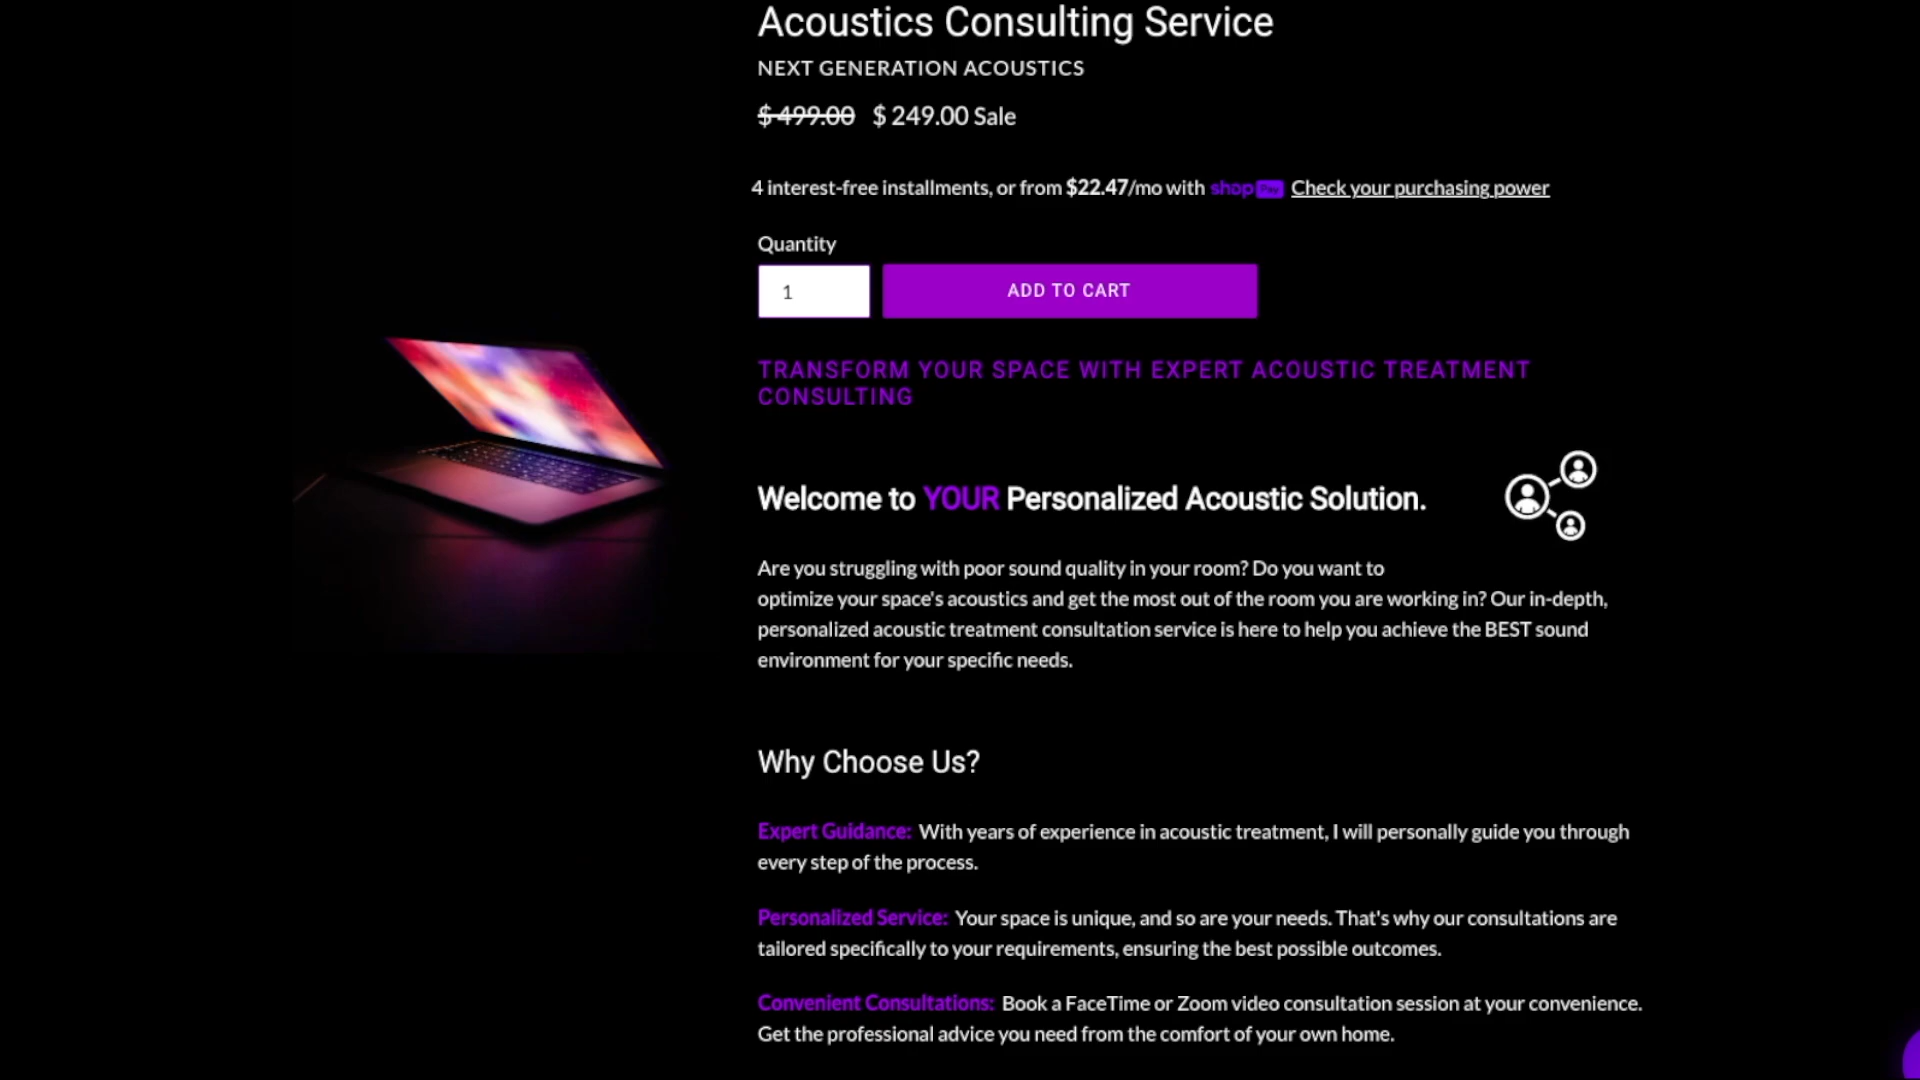 Acoustics Consulting Service
NEXT GENERATION ACOUSTICS
$ 499.00 $ 249.00 Sale
4 interest-free installments, or from $22.47/mo with shop Pay Check your purchasing power
Quantity
1 ADD TO CART
TRANSFORM YOUR SPACE WITH EXPERT ACOUSTIC TREATMENT
CONSULTING
Welcome to YOUR Personalized Acoustic Solution.
Are you struggling with poor sound quality in your room? Do you want to
optimize your space's acoustics and get the most out of the room you are working in? Our in-depth,
personalized acoustic treatment consultation service is here to help you achieve the BEST sound
environment for your specific needs.
Why Choose Us?
Expert Guidance: With years of experience in acoustic treatment, I will personally guide you through
every step of the process.
Personalized Service: Your space is unique, and so are your needs. That's why our consultations are
tailored specifically to your requirements, ensuring the best possible outcomes.
Convenient Consultations: Book a FaceTime or Zoom video consultation session at your convenience.
Get the professional advice you need from the comfort of your own home.